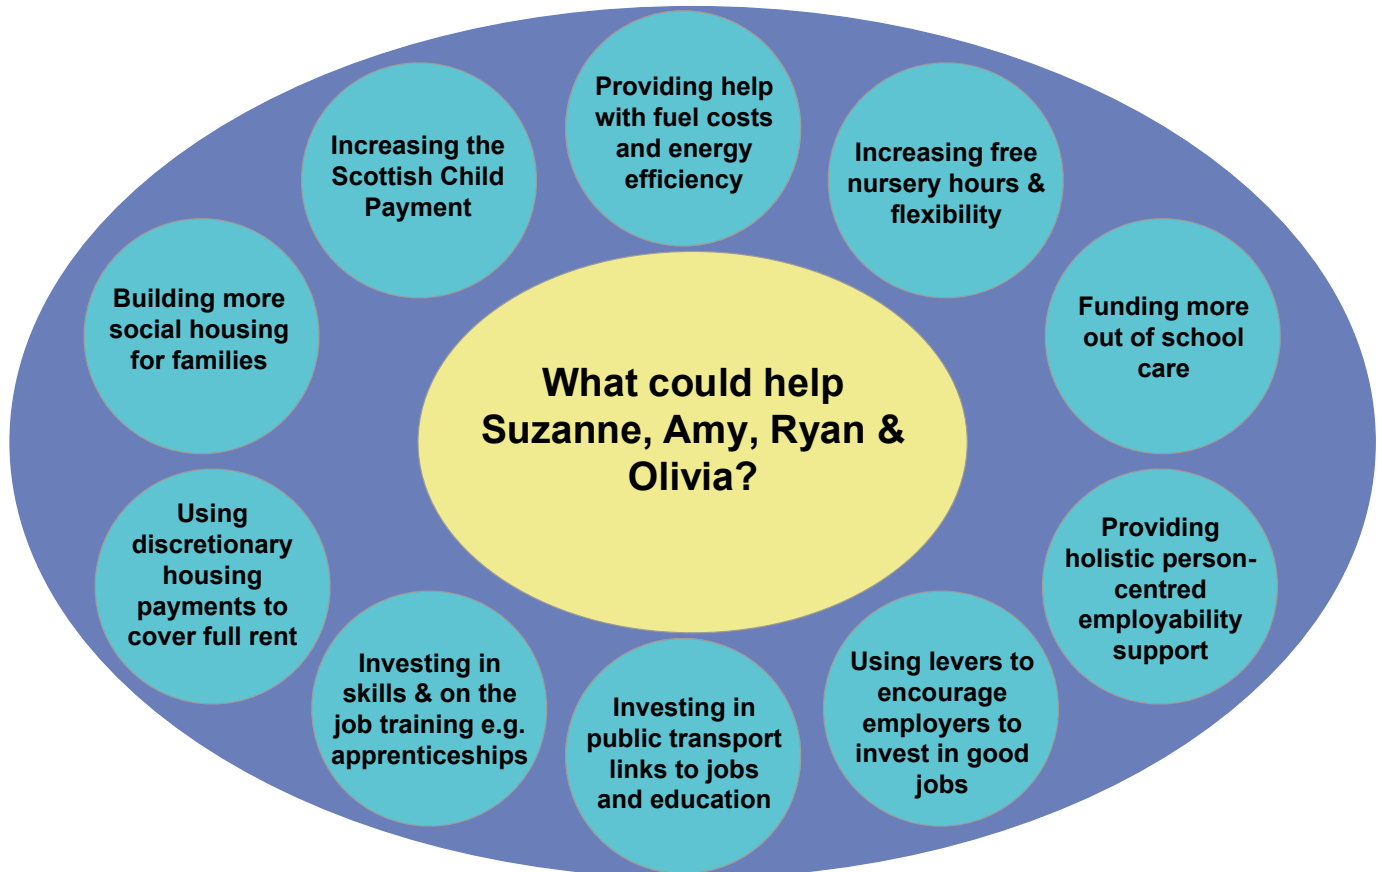 Providing help
with fuel costs
and energy
efficiency
Increasing the
Scottish Child
Payment
Increasing free
nursery hours &
flexibility
Building more
social housing
for families
Funding more
out of school
care
What could help
Suzanne, Amy, Ryan &
Olivia?
Using
discretionary
housing
payments to
cover full rent
Providing
holistic person-
centred
employability
support
Investing in
skills & on the
job training e.g.
apprenticeships
Investing in
public transport
links to jobs
and education
Using levers to
encourage
employers to
invest in good
jobs